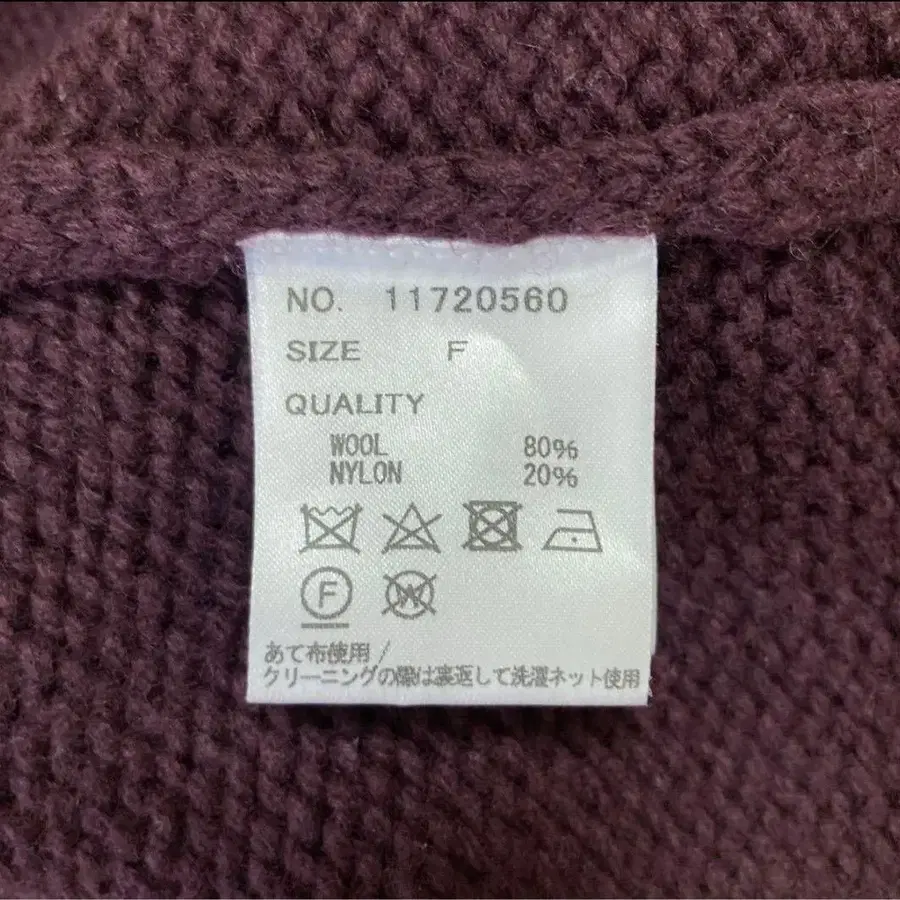 NO. 11720560
SIZE F
QUALITY
WOOL 80%
NYLON 20%
F W
あて布使用/
クリーニングの際は裏返して洗濯ネット使用